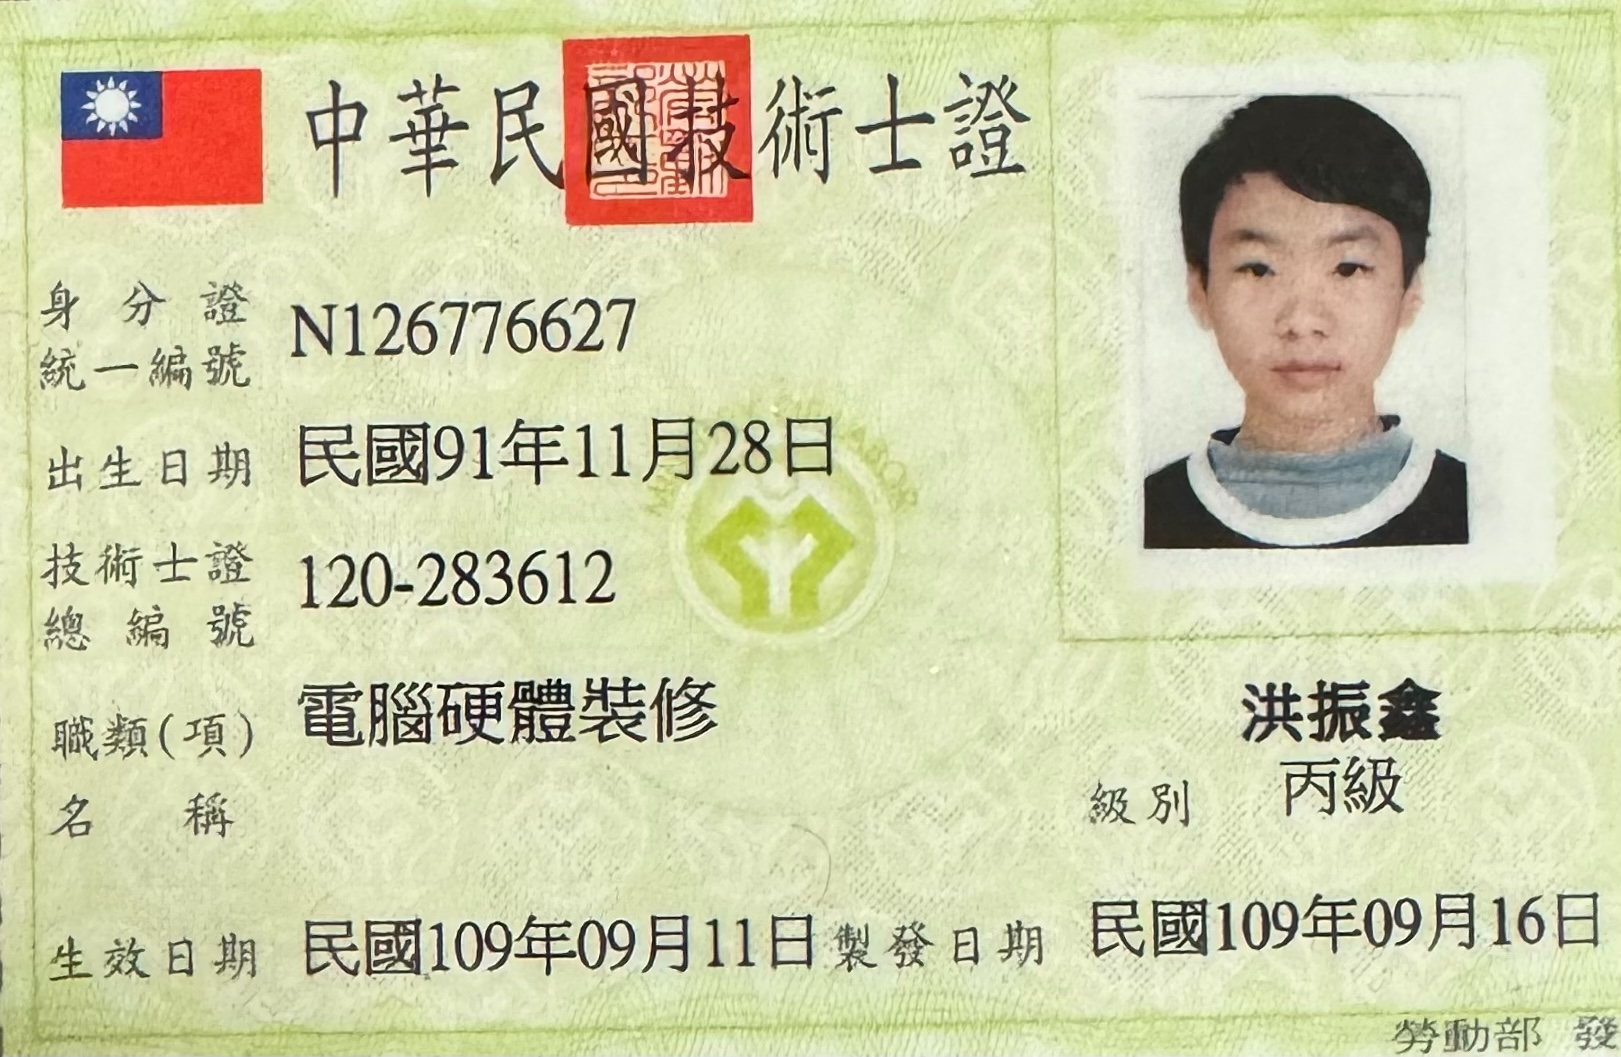 中華民國技術士證
身分證
統一編號 N126776627
出生日期 民國91年11月28日
技術士證
總編號 120-283612
職類(項)
名稱 電腦硬體裝修
洪振鑫
級別 丙級
生效日期 民國109年09月11日 製發日期 民國109年09月16日
勞動部 發